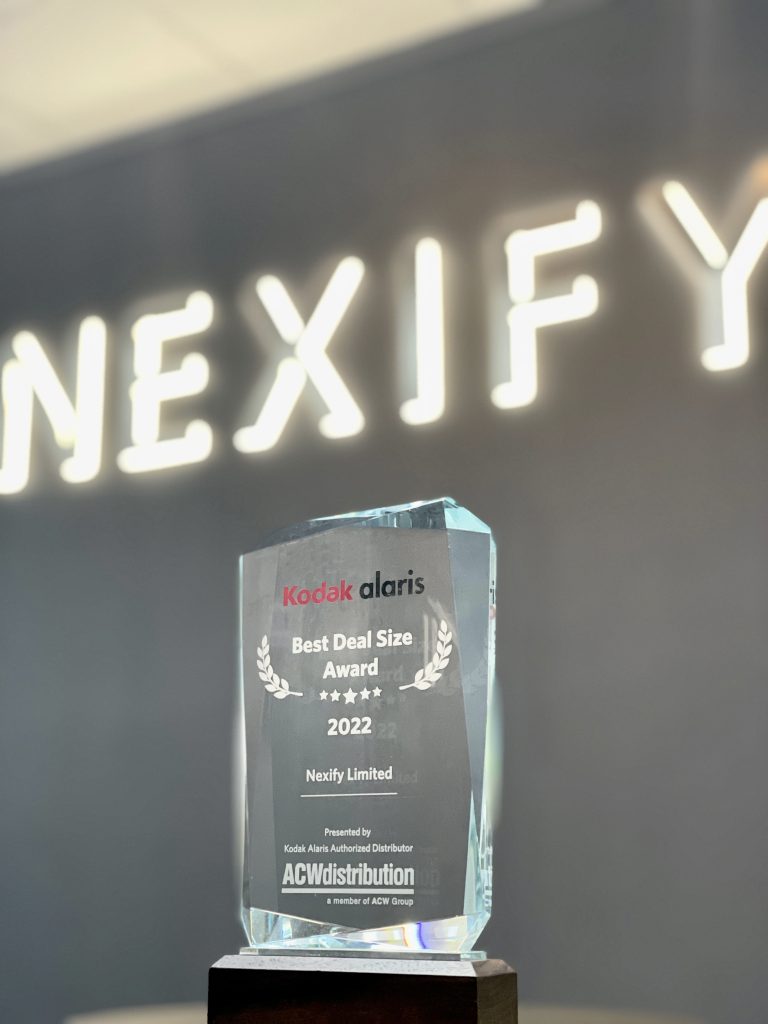 NEXIFY
Kodak alaris
Best Deal Size
Award
2022
Nexify Limited
Presented by
Kodak Alaris Authorized Distributor
ACWdistribution
a member of ACW Group